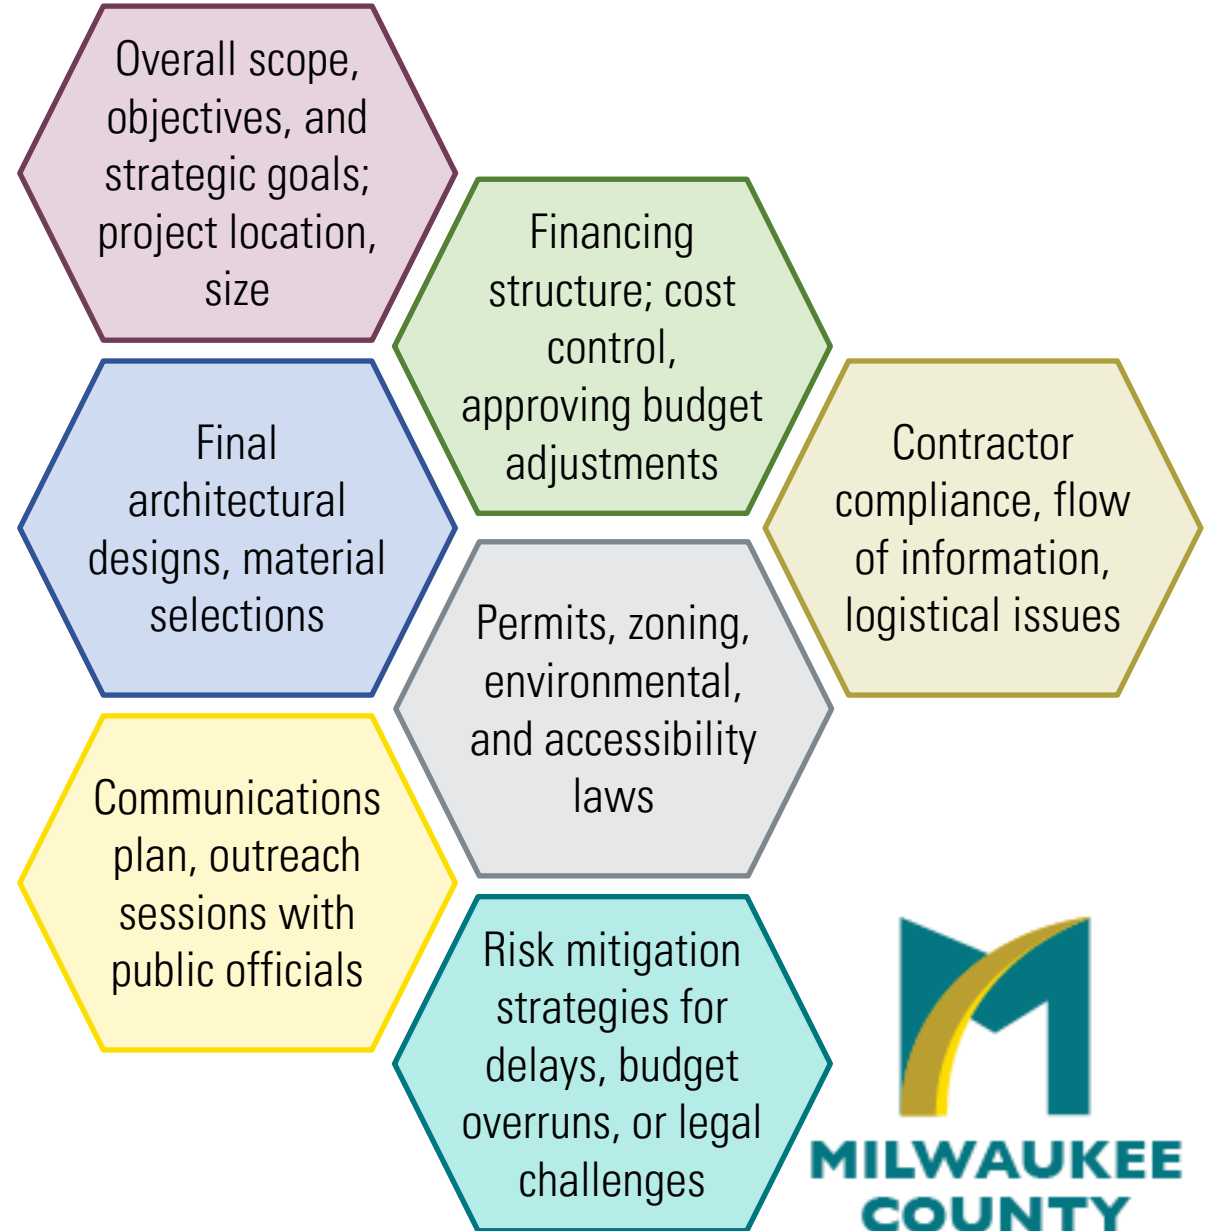 Overall scope,
objectives, and
strategic goals;
project location,
size
Financing
structure; cost
control,
approving budget
adjustments
Final
architectural
designs, material
selections
Contractor
compliance, flow
of information,
logistical issues
Permits, zoning,
environmental,
and accessibility
laws
Communications
plan, outreach
sessions with
public officials
Risk mitigation
strategies for
delays, budget
overruns, or legal
challenges
MILWAUKEE
COUNTY